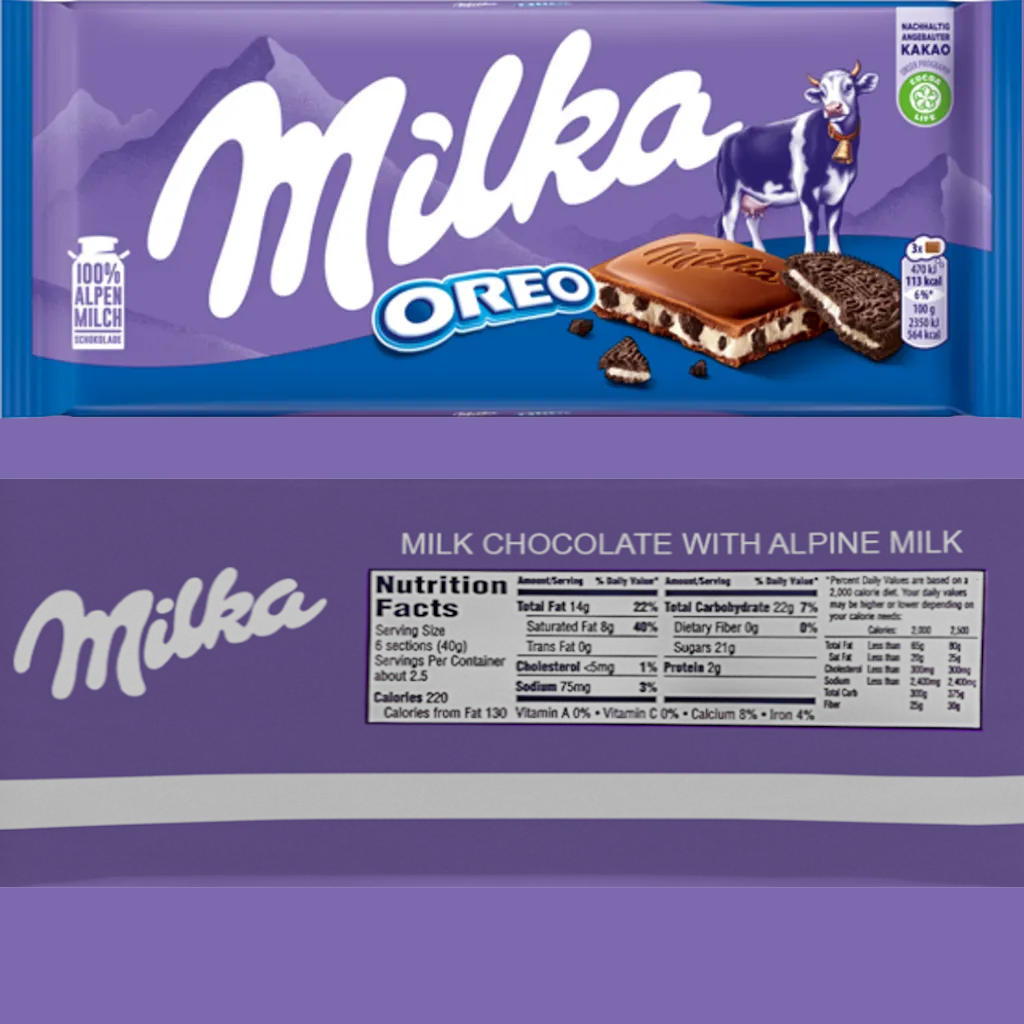 Milka
OREO
100%
ALPEN
MILCH
SCHOKOLADE
NACHHALTIG
ANGEBAUTER
KAKAO
UNSER PROGRAMM
COCOA
LIFE
Milka
3x
470 kJ
113 kcal
6%*
100 g
2350 kJ
564 kcal
MILK CHOCOLATE WITH ALPINE MILK
Milka
Nutrition
Facts
Serving Size
6 sections (40g)
Servings Per Container
about 2.5
Calories 220
Calories from Fat 130
Amount/Serving % Daily Value*
Total Fat 14g 22%
Saturated Fat 8g 40%
Trans Fat 0g
Cholesterol <5mg 1%
Sodium 75mg 3%
Amount/Serving % Daily Value*
Total Carbohydrate 22g 7%
Dietary Fiber 0g 0%
Sugars 21g
Protein 2g
Vitamin A 0% • Vitamin C 0% • Calcium 8% • Iron 4%
*Percent Daily Values are based on a
2,000 calorie diet. Your daily values
may be higher or lower depending on
your calorie needs:
Calories: 2,000 2,500
Total Fat Less than 65g 80g
Sat Fat Less than 20g 25g
Cholesterol Less than 300mg 300mg
Sodium Less than 2,400mg 2,400mg
Total Carb 300g 375g
Fiber 25g 30g